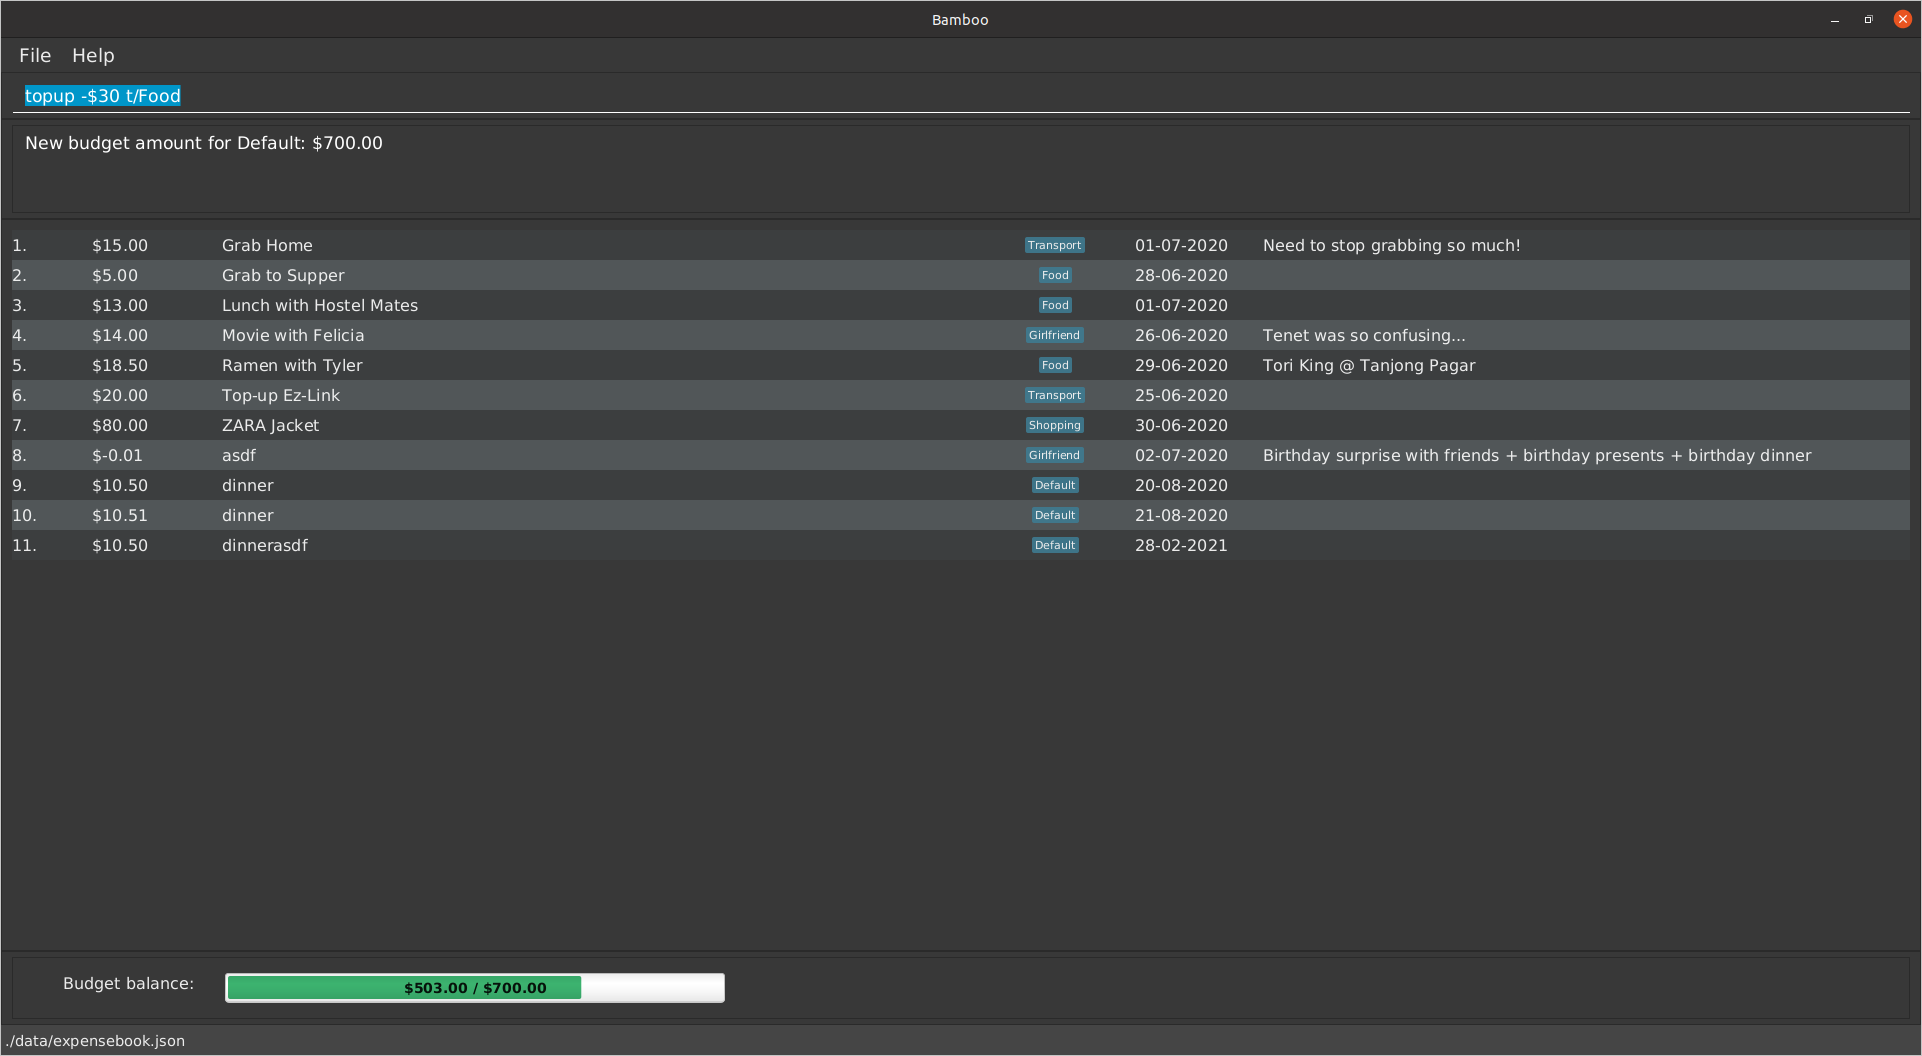 Bamboo
File Help
topup -$30 t/Food
New budget amount for Default: $700.00
1. $15.00 Grab Home Transport 01-07-2020 Need to stop grabbing so much!
2. $5.00 Grab to Supper Food 28-06-2020
3. $13.00 Lunch with Hostel Mates Food 01-07-2020
4. $14.00 Movie with Felicia Girlfriend 26-06-2020 Tenet was so confusing...
5. $18.50 Ramen with Tyler Food 29-06-2020 Tori King @ Tanjong Pagar
6. $20.00 Top-up Ez-Link Transport 25-06-2020
7. $80.00 ZARA Jacket Shopping 30-06-2020
8. $-0.01 asdf Girlfriend 02-07-2020 Birthday surprise with friends + birthday presents + birthday dinner
9. $10.50 dinner Default 20-08-2020
10. $10.51 dinner Default 21-08-2020
11. $10.50 dinnerasdf Default 28-02-2021
Budget balance: $503.00 / $700.00
./data/expensebook.json